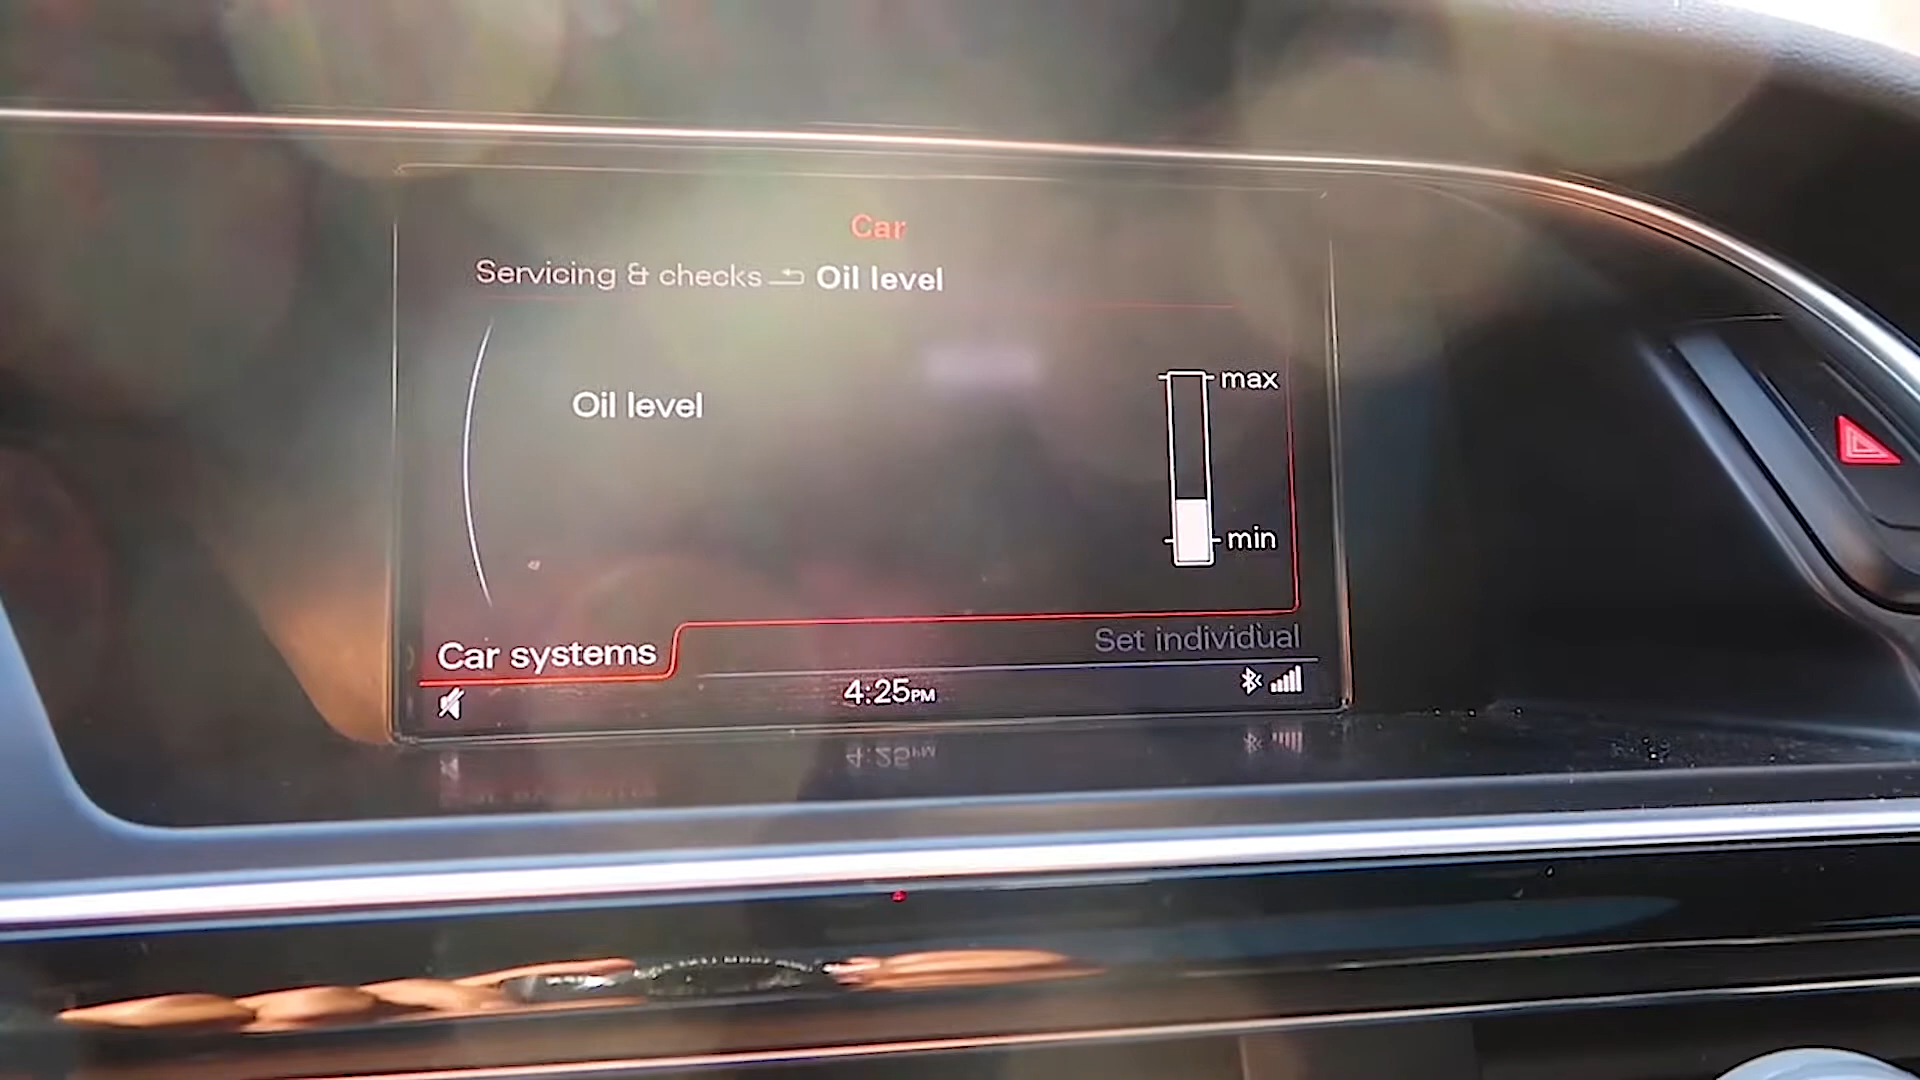 Car
Servicing & checks Oil level
Oil level
max
min
Car systems
Set individual
4:25PM